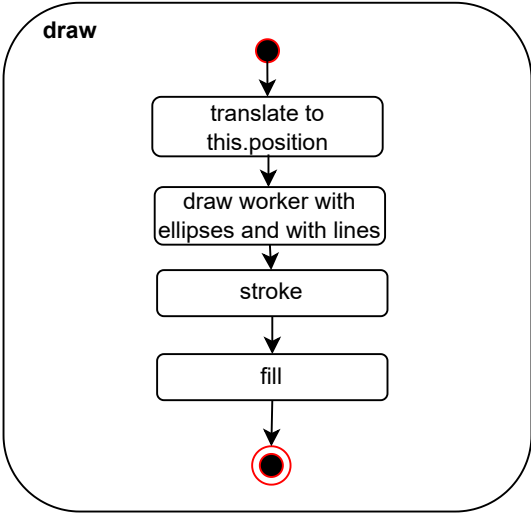 draw
translate to
this.position
draw worker with
ellipses and with lines
stroke
fill